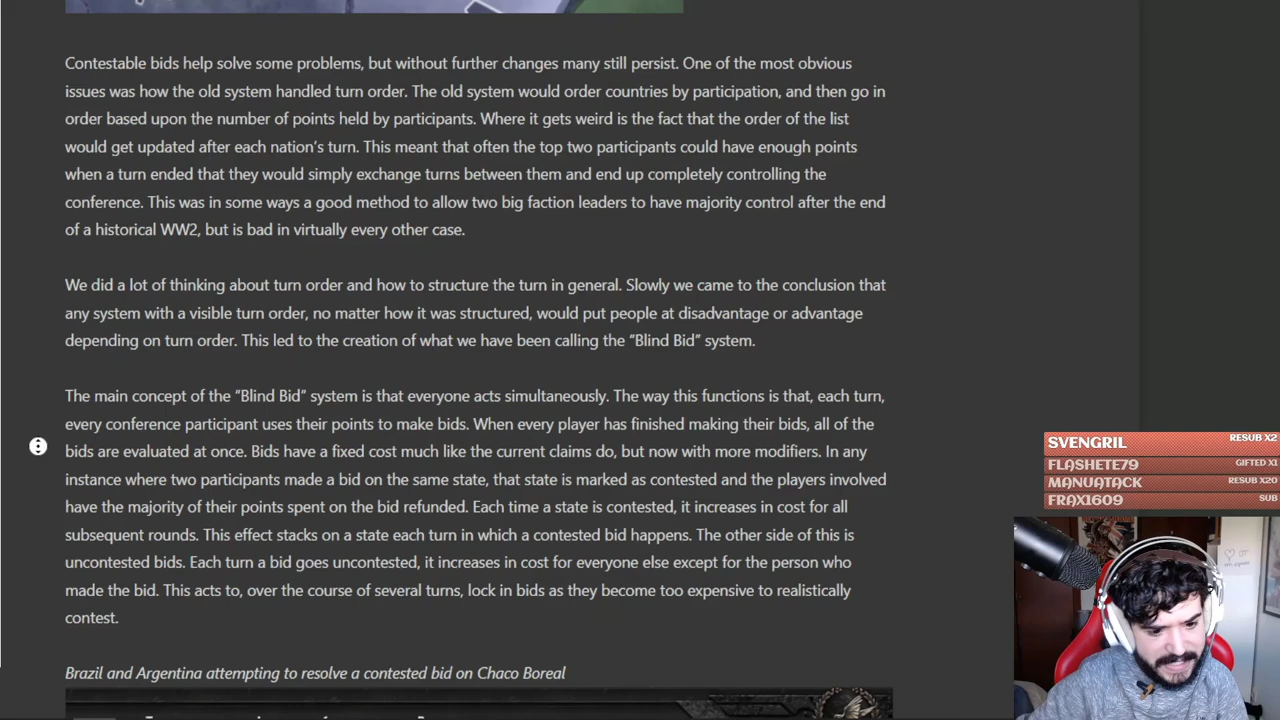 Contestable bids help solve some problems, but without further changes many still persist. One of the most obvious
issues was how the old system handled turn order. The old system would order countries by participation, and then go in
order based upon the number of points held by participants. Where it gets weird is the fact that the order of the list
would get updated after each nation’s turn. This meant that often the top two participants could have enough points
when a turn ended that they would simply exchange turns between them and end up completely controlling the
conference. This was in some ways a good method to allow two big faction leaders to have majority control after the end
of a historical WW2, but is bad in virtually every other case.
We did a lot of thinking about turn order and how to structure the turn in general. Slowly we came to the conclusion that
any system with a visible turn order, no matter how it was structured, would put people at disadvantage or advantage
depending on turn order. This led to the creation of what we have been calling the “Blind Bid” system.
The main concept of the “Blind Bid” system is that everyone acts simultaneously. The way this functions is that, each turn,
every conference participant uses their points to make bids. When every player has finished making their bids, all of the
bids are evaluated at once. Bids have a fixed cost much like the current claims do, but now with more modifiers. In any
instance where two participants made a bid on the same state, that state is marked as contested and the players involved
have the majority of their points spent on the bid refunded. Each time a state is contested, it increases in cost for all
subsequent rounds. This effect stacks on a state each turn in which a contested bid happens. The other side of this is
uncontested bids. Each turn a bid goes uncontested, it increases in cost for everyone else except for the person who
made the bid. This acts to, over the course of several turns, lock in bids as they become too expensive to realistically
contest.
Brazil and Argentina attempting to resolve a contested bid on Chaco Boreal
SVENGRIL RESUB X2
FLASHETE79 GIFTED X1
MANUATACK RESUB X20
FRAX1609 SUB